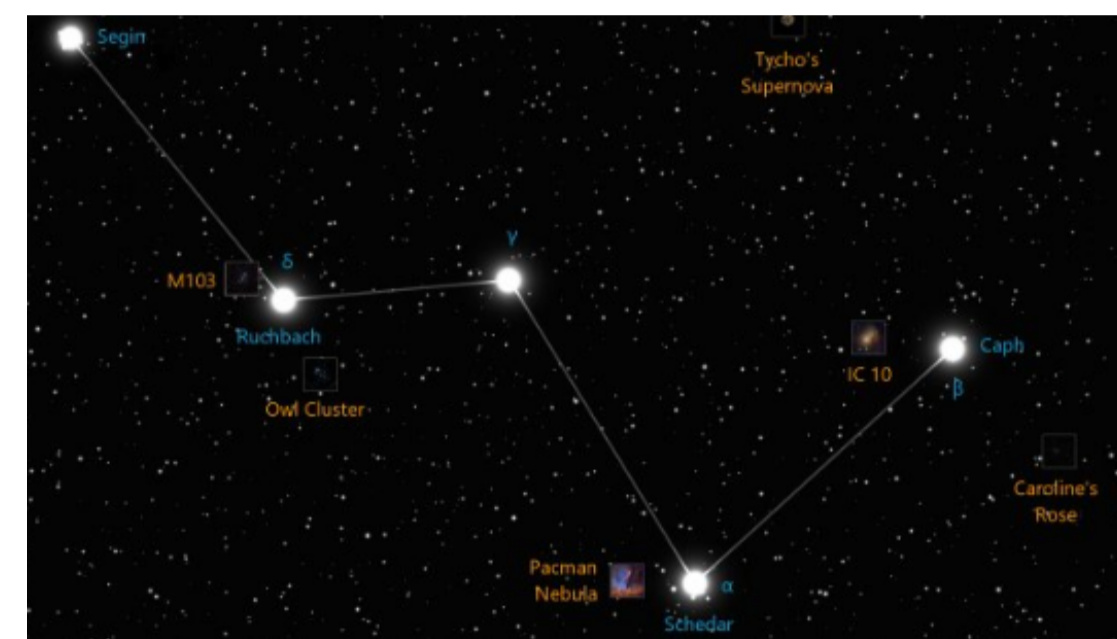 Segin
Tycho's
Supernova
γ
δ
M103
Ruchbach
Caph
IC 10
β
Owl Cluster
Caroline's
Rose
Pacman
Nebula
α
Schedar